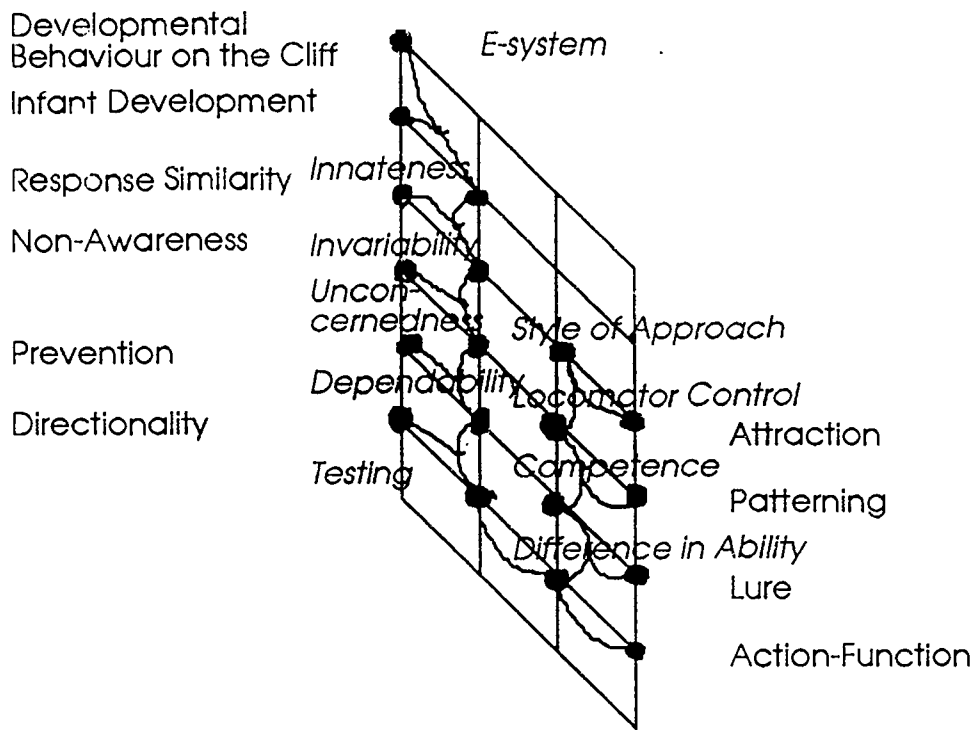 Developmental
Behaviour on the Cliff
E-system
Infant Development
Response Similarity
Innateness
Non-Awareness
Invariability
Uncon-
cernedness
Style of Approach
Prevention
Dependability
Locomator Control
Directionality
Attraction
Testing
Competence
Patterning
Difference in Ability
Lure
Action-Function